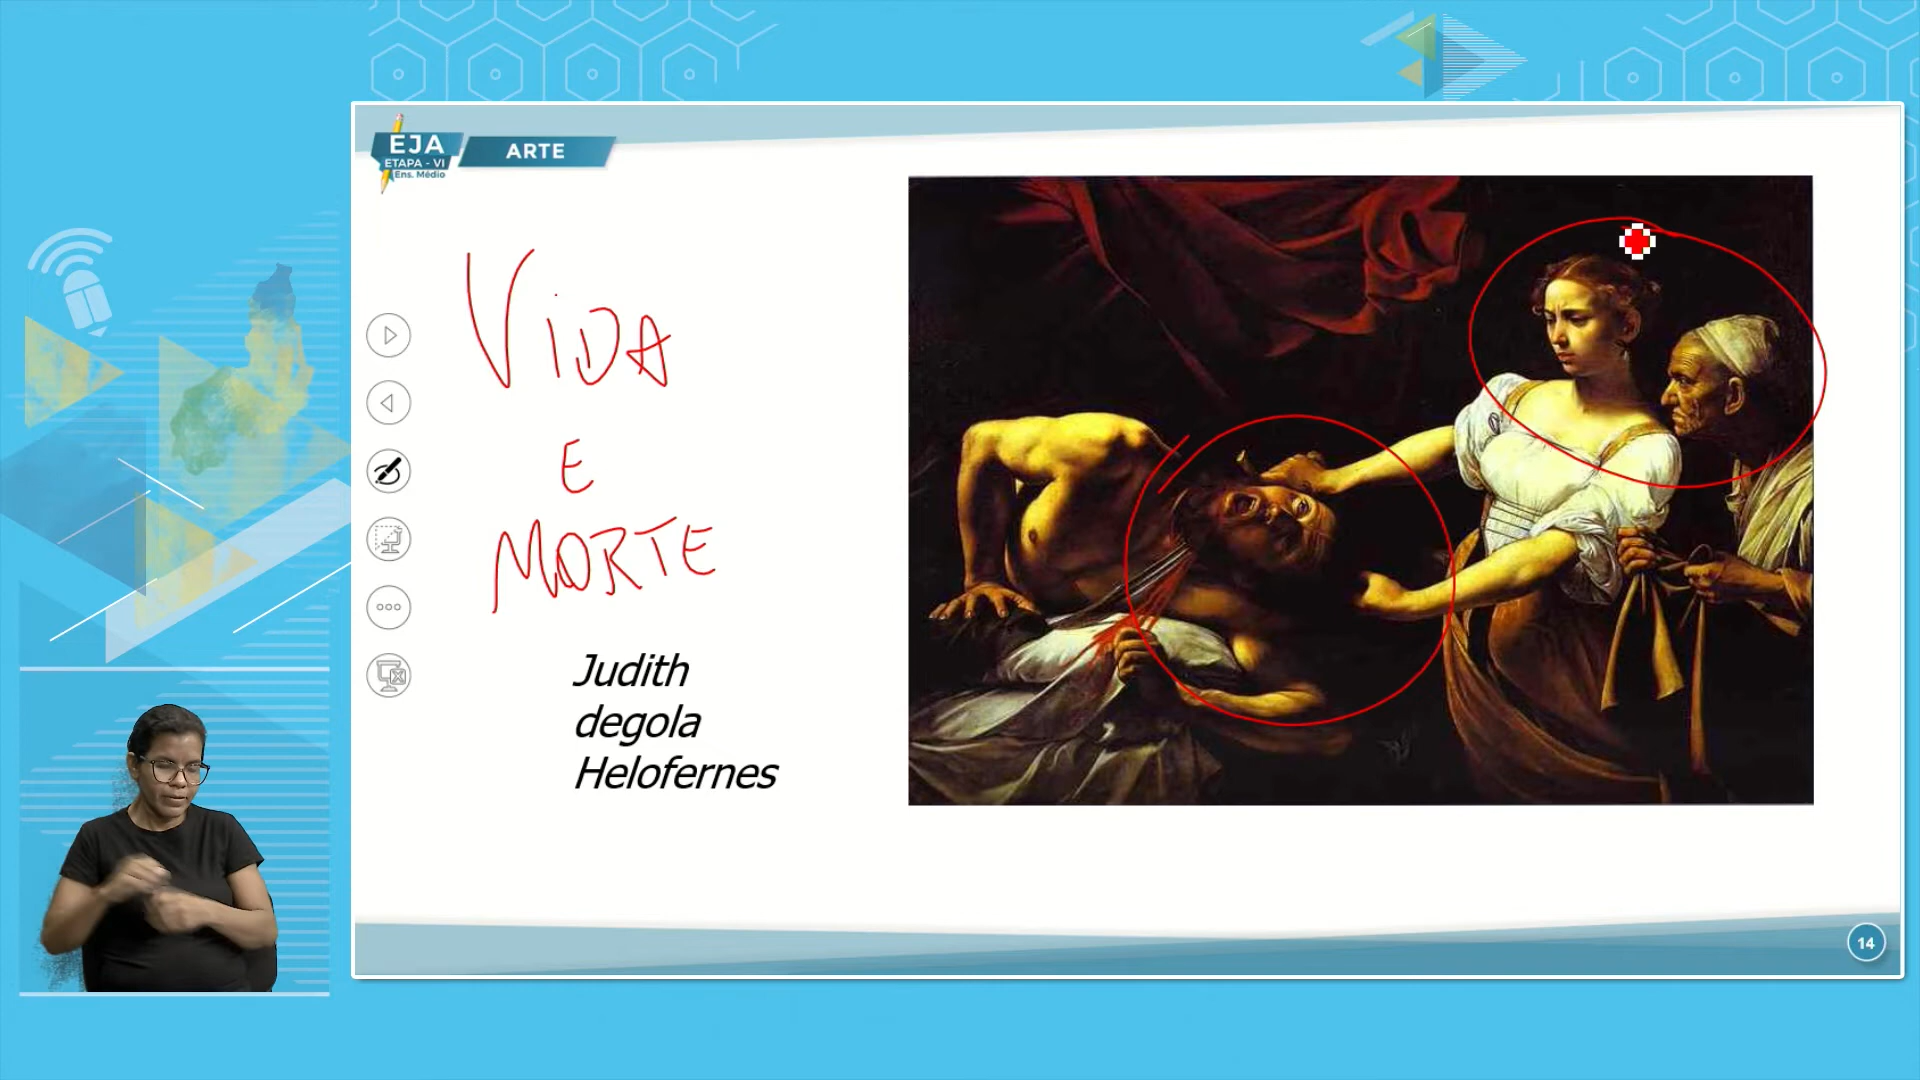 EJA
ETAPA - VI
Ens. Médio
ARTE
VIDA
E
MORTE
Judith
degola
Helofernes
14